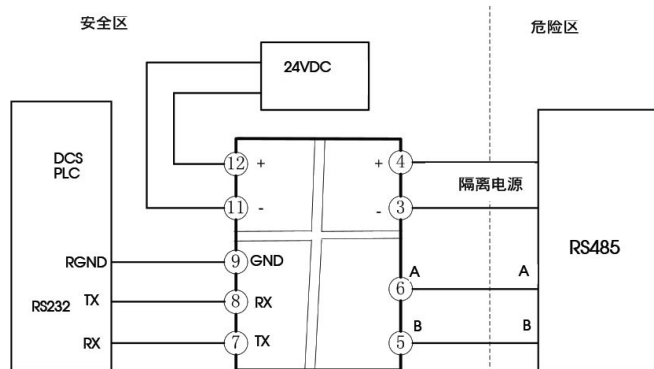 安全区
危险区
24VDC
DCS
PLC
12 + + 4
隔离电源
11 - - 3
RS485
RGND 9 GND
A A
6
RS232 TX 8 RX
B B
RX 7 TX 5